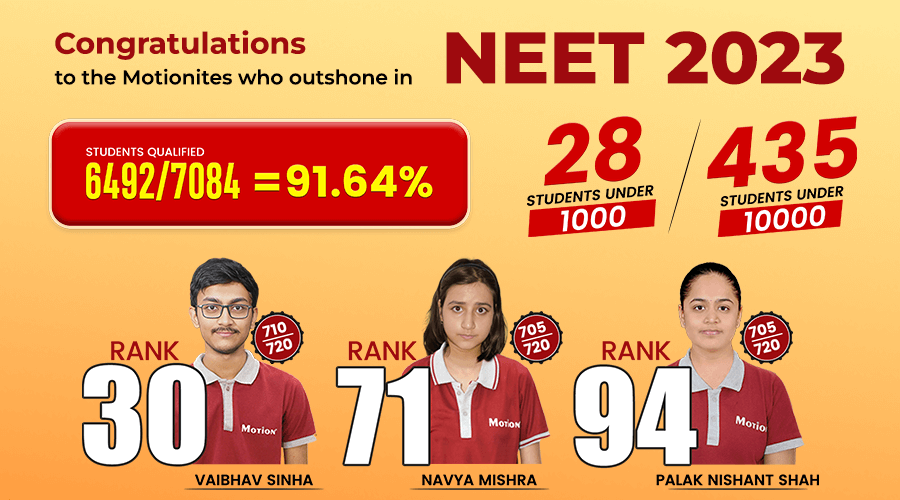 Congratulations
to the Motionites who outshone in
NEET 2023
STUDENTS QUALIFIED
6492/7084 = 91.64%
28
STUDENTS UNDER
1000
435
STUDENTS UNDER
10000
RANK
30
710
720
MOTION
VAIBHAV SINHA
RANK
71
705
720
MOTION
NAVYA MISHRA
RANK
94
705
720
MOTION
PALAK NISHANT SHAH